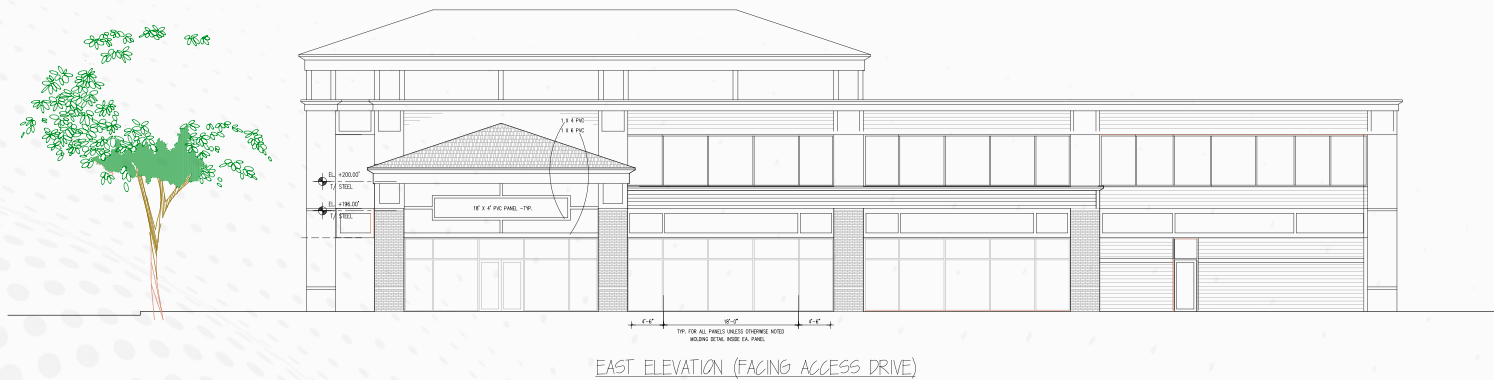 1 X 4 PVC
1 X 6 PVC
EL. +200.00'
T/ STEEL
EL. +196.00'
T/ STEEL
18' X 4' PVC PANEL -TYP.
4'-6" 18'-0" 4'-6"
TYP. FOR ALL PANELS UNLESS OTHERWISE NOTED
MOLDING DETAIL INSIDE EA. PANEL
EAST ELEVATION (FACING ACCESS DRIVE)